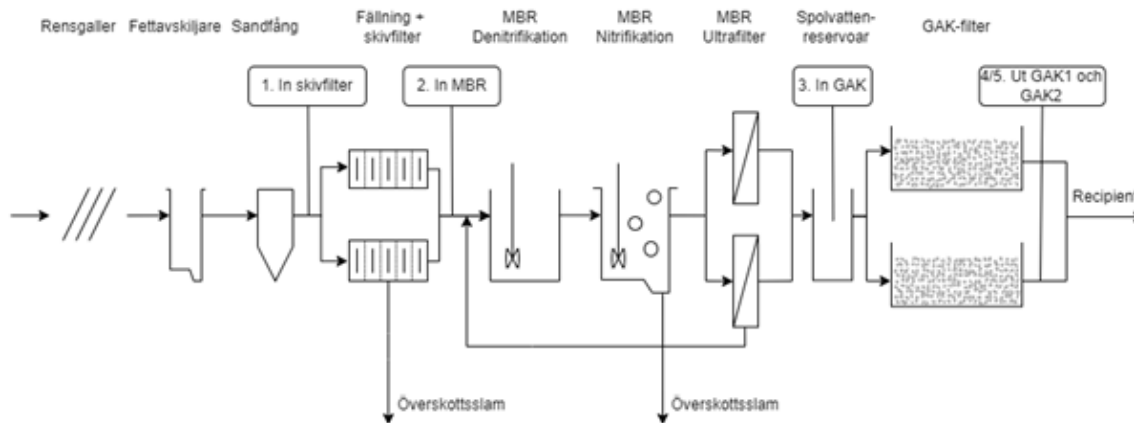 Rensgaller
Fettavskiljare
Sandfång
Fällning +
skivfilter
MBR
Denitrifikation
MBR
Nitrifikation
MBR
Ultrafilter
Spolvatten-
reservoar
GAK-filter
1. In skivfilter
2. In MBR
3. In GAK
4/5. Ut GAK1 och
GAK2
Recipient
Överskottsslam
Överskottsslam